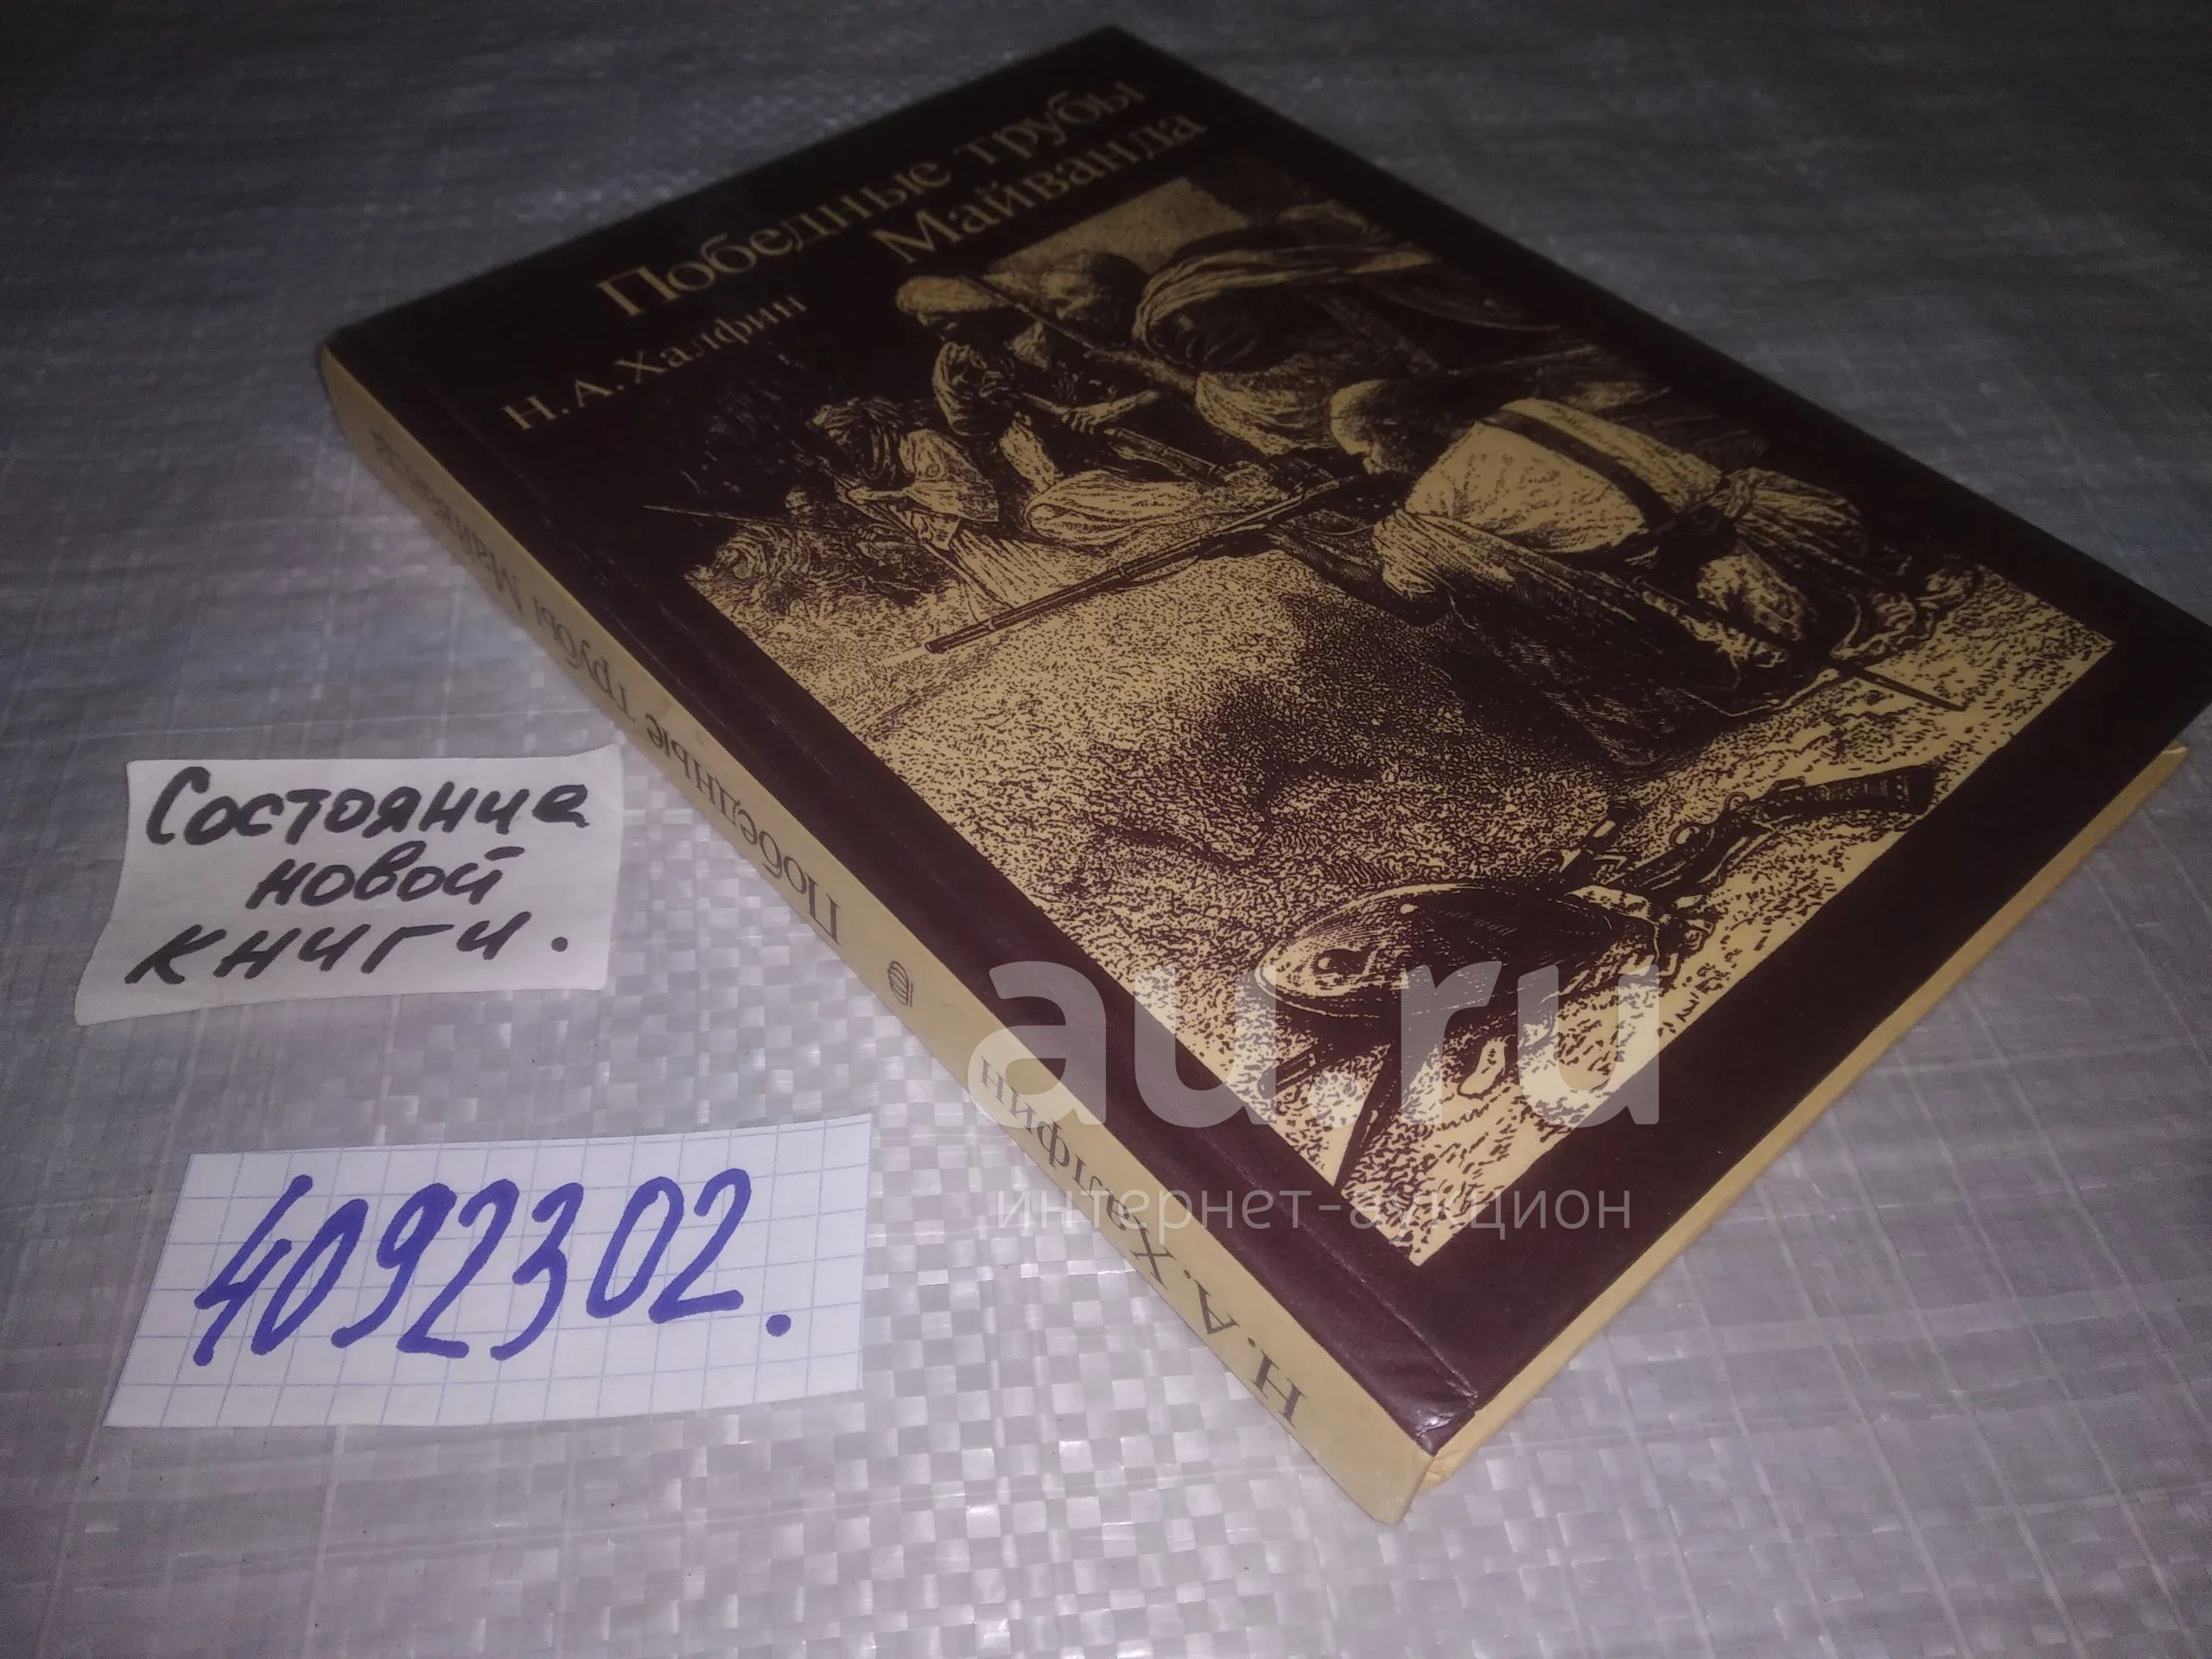 Победные трубы
Майванда
Н. А. Халфин
Н. А. Халфин Победные трубы Майванда
Состояние
новой
книги.
4092302.
au.ru
интернет-аукцион